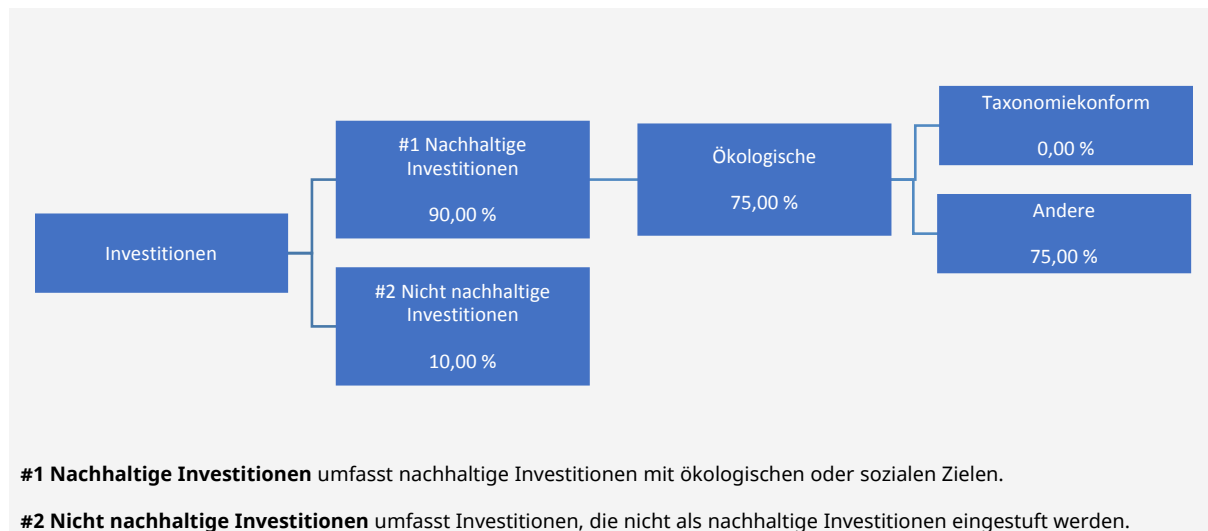 Investitionen
#1 Nachhaltige
Investitionen
90,00 %
#2 Nicht nachhaltige
Investitionen
10,00 %
Ökologische
75,00 %
Taxonomiekonform
0,00 %
Andere
75,00 %
#1 Nachhaltige Investitionen umfasst nachhaltige Investitionen mit ökologischen oder sozialen Zielen.
#2 Nicht nachhaltige Investitionen umfasst Investitionen, die nicht als nachhaltige Investitionen eingestuft werden.